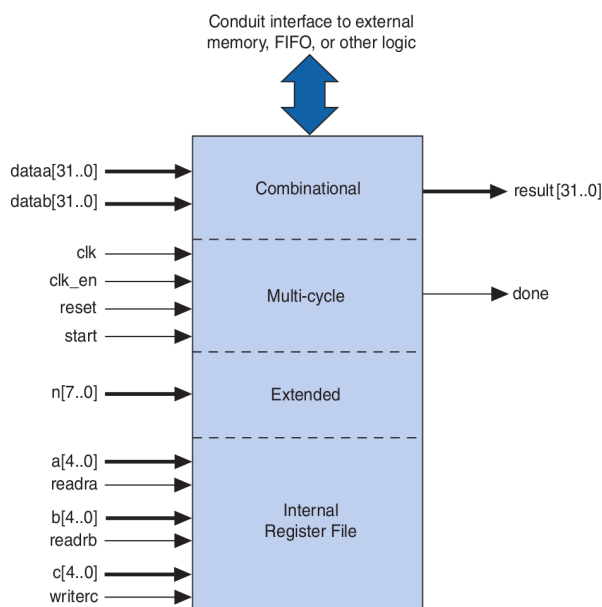 Conduit interface to external
memory, FIFO, or other logic
dataa[31..0]
datab[31..0]
Combinational
result[31..0]
clk
clk_en
reset
start
Multi-cycle
done
n[7..0]
Extended
a[4..0]
readra
b[4..0]
readrb
c[4..0]
writerc
Internal
Register File